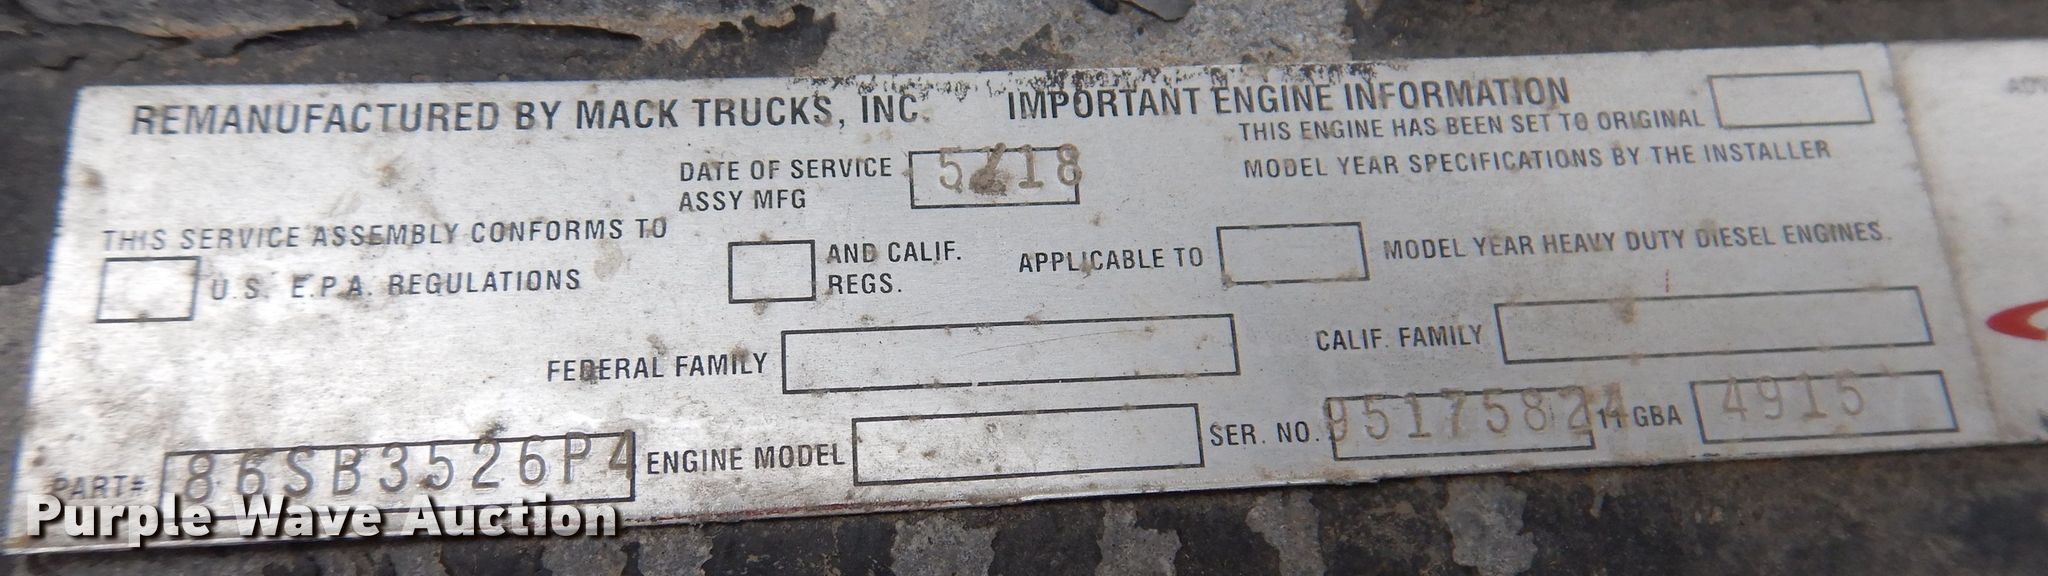 REMANUFACTURED BY MACK TRUCKS, INC. IMPORTANT ENGINE INFORMATION
THIS ENGINE HAS BEEN SET TO ORIGINAL
MODEL YEAR SPECIFICATIONS BY THE INSTALLER
DATE OF SERVICE
ASSY MFG
THIS SERVICE ASSEMBLY CONFORMS TO
U.S. E.P.A. REGULATIONS
AND CALIF.
REGS.
APPLICABLE TO
MODEL YEAR HEAVY DUTY DIESEL ENGINES.
FEDERAL FAMILY
CALIF. FAMILY
PART# 86SB3526P4 ENGINE MODEL SER. NO. 11 GBA 4915
Purple Wave Auction